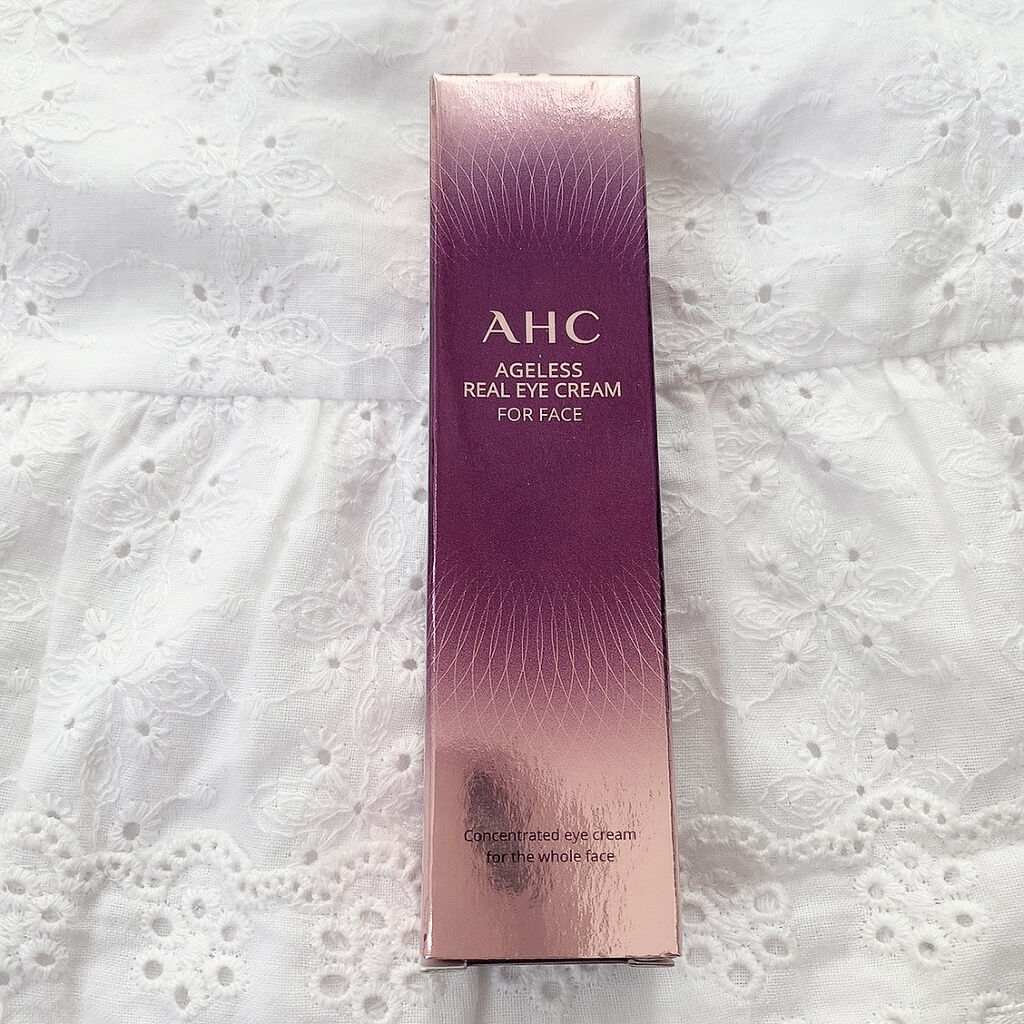 AHC
AGELESS
REAL EYE CREAM
FOR FACE
Concentrated eye cream
for the whole face